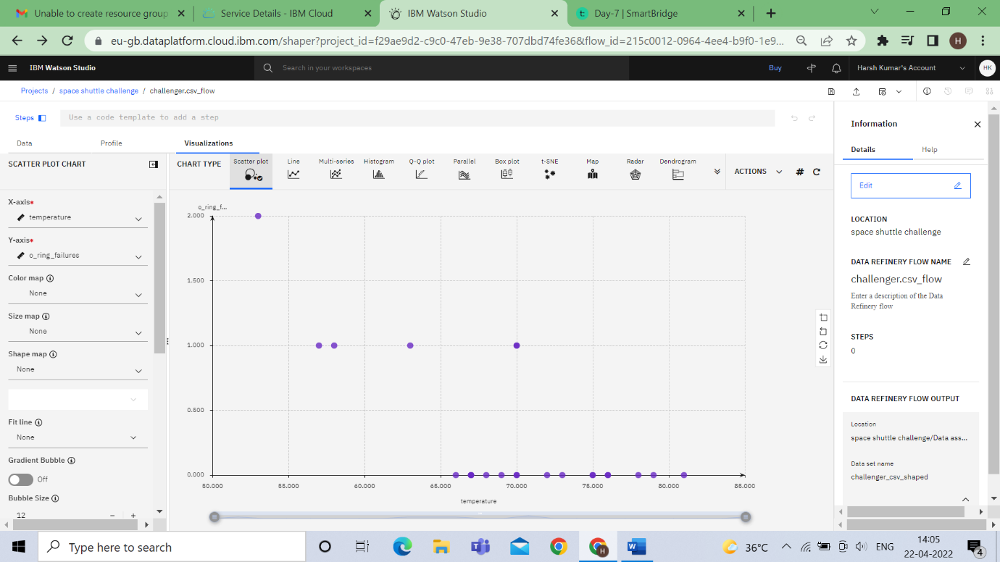 Unable to create resource group
Service Details - IBM Cloud
IBM Watson Studio
Day-7 | SmartBridge
eu-gb.dataplatform.cloud.ibm.com/shaper?project_id=f29ae9d2-c9c0-47eb-9e38-707dbd74fe36&flow_id=215c0012-0964-4ee4-b9f0-1e9...
H
IBM Watson Studio
Search in your workspaces
Buy
Harsh Kumar's Account
HK
Projects / space shuttle challenge / challenger.csv_flow
Steps
Use a code template to add a step
Data
Profile
Visualizations
SCATTER PLOT CHART
CHART TYPE
Scatter plot
Line
Multi-series
Histogram
Q-Q plot
Parallel
Box plot
t-SNE
Map
Radar
Dendrogram
ACTIONS
#
X-axis*
temperature
Y-axis*
o_ring_failures
Color map
None
Size map
None
Shape map
None
Fit line
None
Gradient Bubble
Off
Bubble Size
12
- +
o_ring_f...
2.000
1.500
1.000
0.500
0.000
50.000
55.000
60.000
65.000
70.000
75.000
80.000
85.000
temperature
Information
Details
Help
Edit
LOCATION
space shuttle challenge
DATA REFINERY FLOW NAME
challenger.csv_flow
Enter a description of the Data
Refinery flow
STEPS
0
DATA REFINERY FLOW OUTPUT
Location
space shuttle challenge/Data ass...
Data set name
challenger_csv_shaped
Type here to search
H
36°C
ENG
14:05
22-04-2022
4